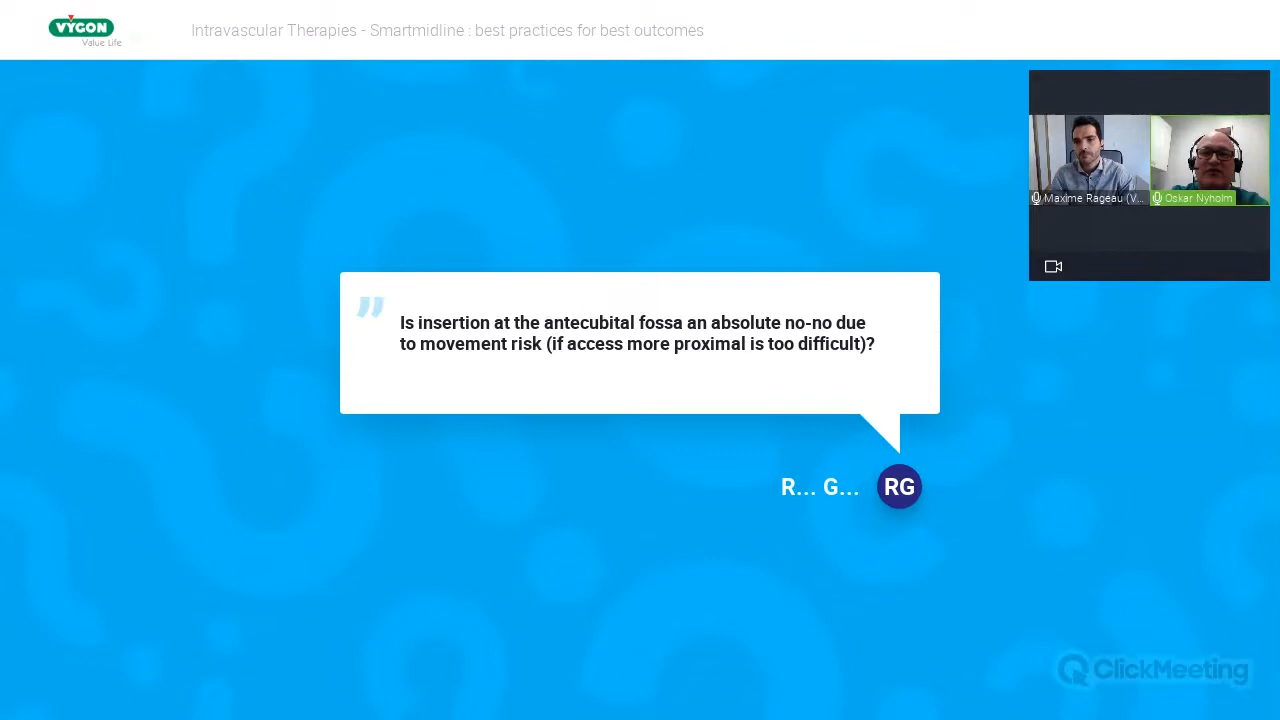 VYGON
Value Life
Intravascular Therapies - Smartmidline : best practices for best outcomes
Maxime Rageau (V...
Oskar Nyholm
"
Is insertion at the antecubital fossa an absolute no-no due
to movement risk (if access more proximal is too difficult)?
R... G...
RG
ClickMeeting